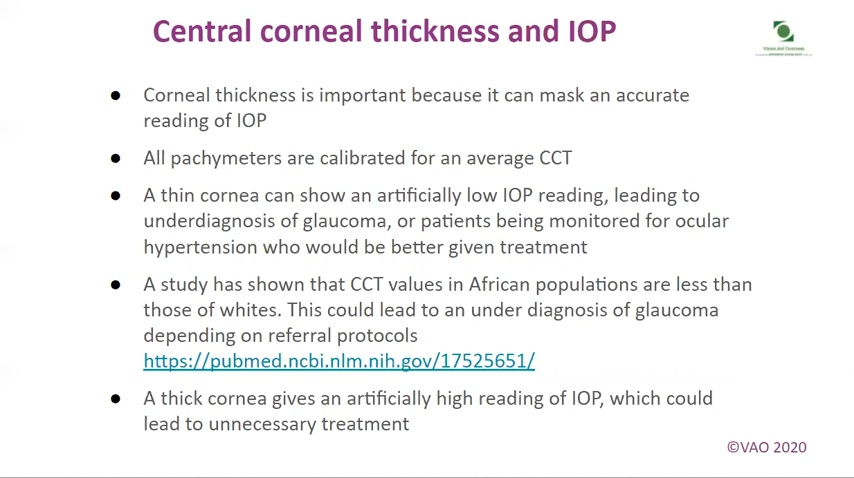 Central corneal thickness and IOP
Vision Aid Overseas
● Corneal thickness is important because it can mask an accurate
reading of IOP
● All pachymeters are calibrated for an average CCT
● A thin cornea can show an artificially low IOP reading, leading to
underdiagnosis of glaucoma, or patients being monitored for ocular
hypertension who would be better given treatment
● A study has shown that CCT values in African populations are less than
those of whites. This could lead to an under diagnosis of glaucoma
depending on referral protocols
https://pubmed.ncbi.nlm.nih.gov/17525651/
● A thick cornea gives an artificially high reading of IOP, which could
lead to unnecessary treatment
©VAO 2020